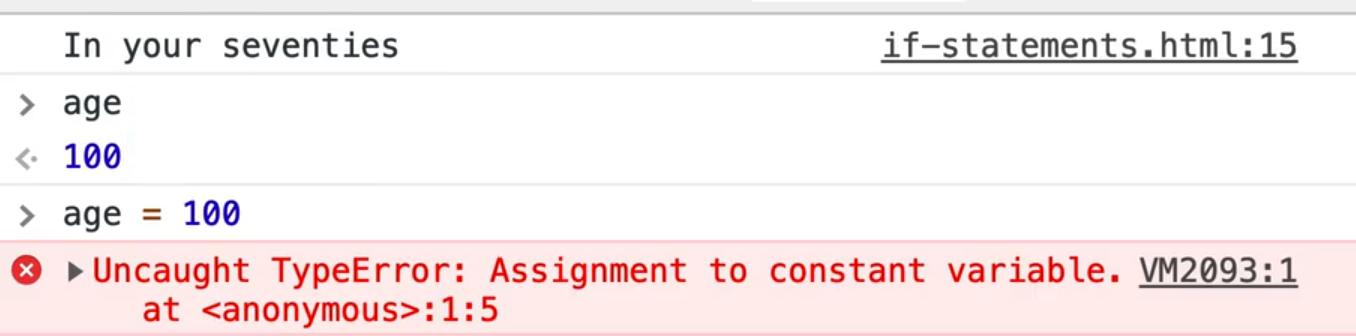 In your seventies if-statements.html:15
> age
<· 100
> age = 100
Uncaught TypeError: Assignment to constant variable. VM2093:1
at <anonymous>:1:5